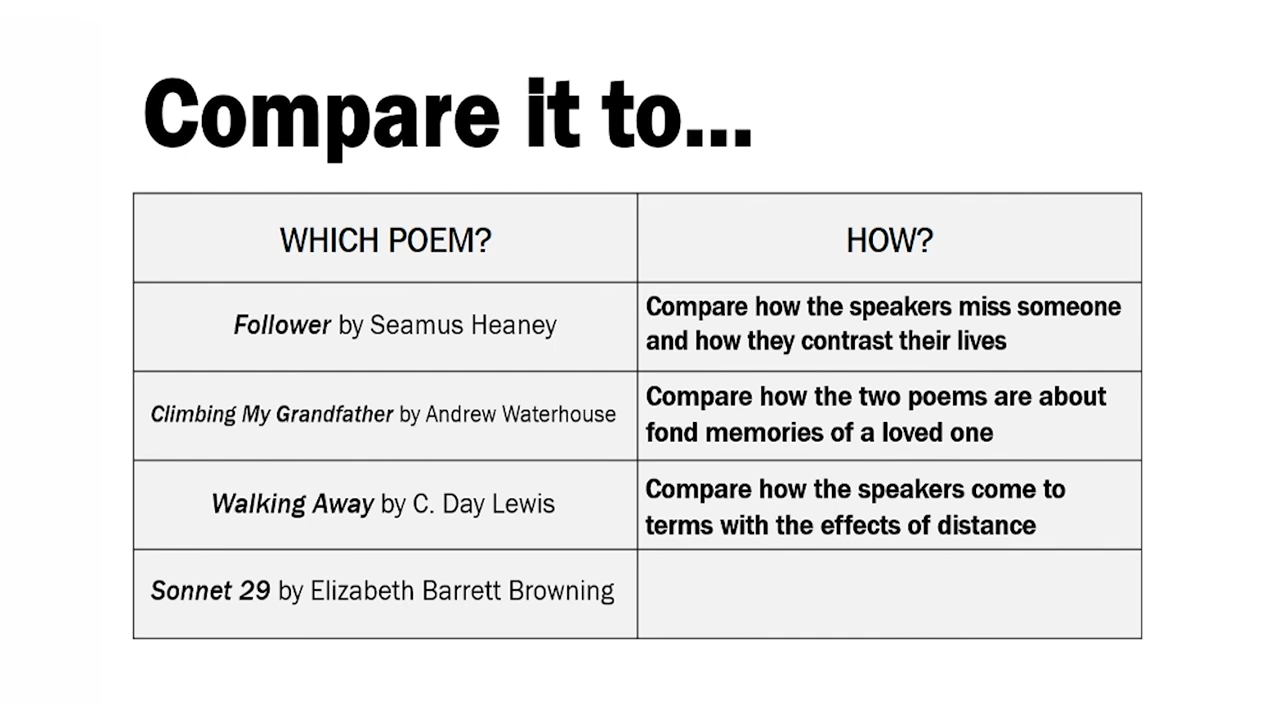 Compare it to...
WHICH POEM?
HOW?
Follower by Seamus Heaney
Compare how the speakers miss someone
and how they contrast their lives
Climbing My Grandfather by Andrew Waterhouse
Compare how the two poems are about
fond memories of a loved one
Walking Away by C. Day Lewis
Compare how the speakers come to
terms with the effects of distance
Sonnet 29 by Elizabeth Barrett Browning